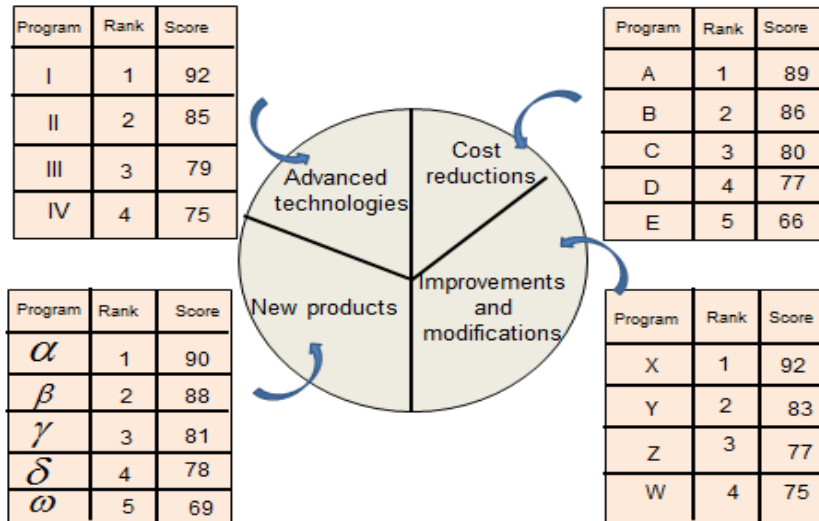 Program Rank Score
I 1 92
II 2 85
III 3 79
IV 4 75
Program Rank Score
A 1 89
B 2 86
C 3 80
D 4 77
E 5 66
Advanced
technologies
Cost
reductions
New products
Improvements
and
modifications
Program Rank Score
α 1 90
β 2 88
γ 3 81
δ 4 78
ω 5 69
Program Rank Score
X 1 92
Y 2 83
Z 3 77
W 4 75